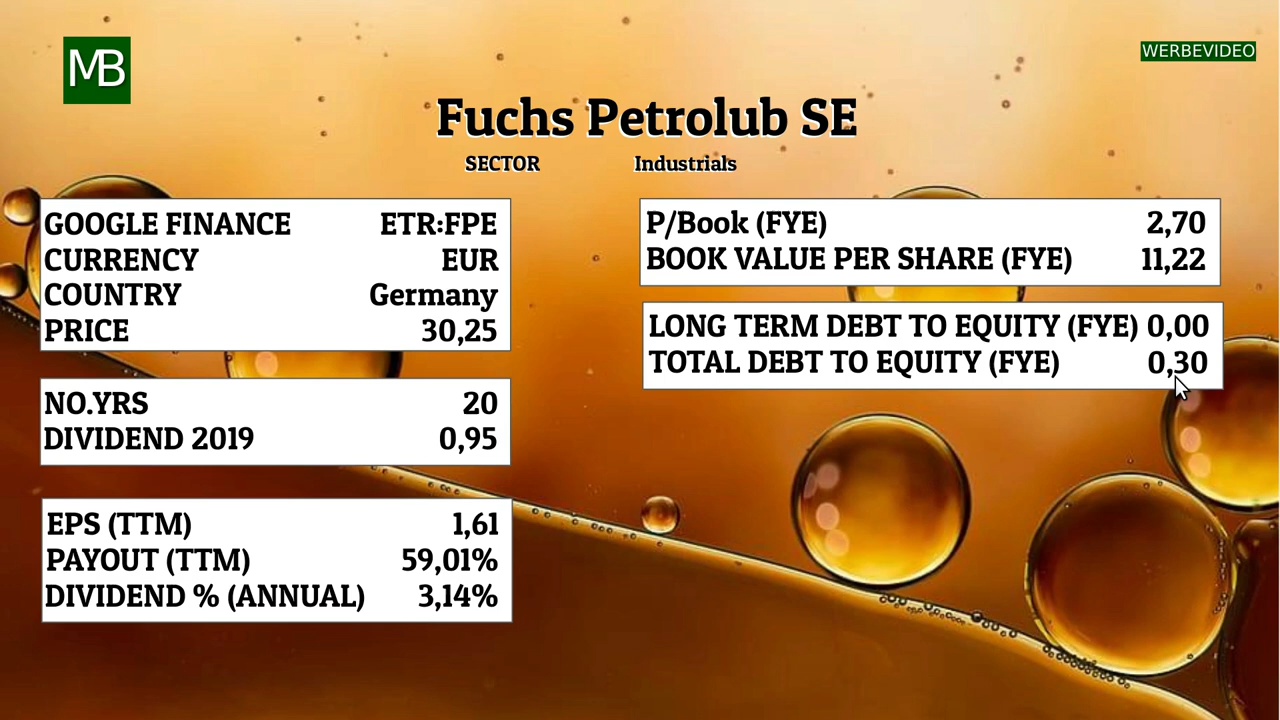 MB
WERBEVIDEO
Fuchs Petrolub SE
SECTOR Industrials
GOOGLE FINANCE ETR:FPE
CURRENCY EUR
COUNTRY Germany
PRICE 30,25
NO.YRS 20
DIVIDEND 2019 0,95
EPS (TTM) 1,61
PAYOUT (TTM) 59,01%
DIVIDEND % (ANNUAL) 3,14%
P/Book (FYE) 2,70
BOOK VALUE PER SHARE (FYE) 11,22
LONG TERM DEBT TO EQUITY (FYE) 0,00
TOTAL DEBT TO EQUITY (FYE) 0,30